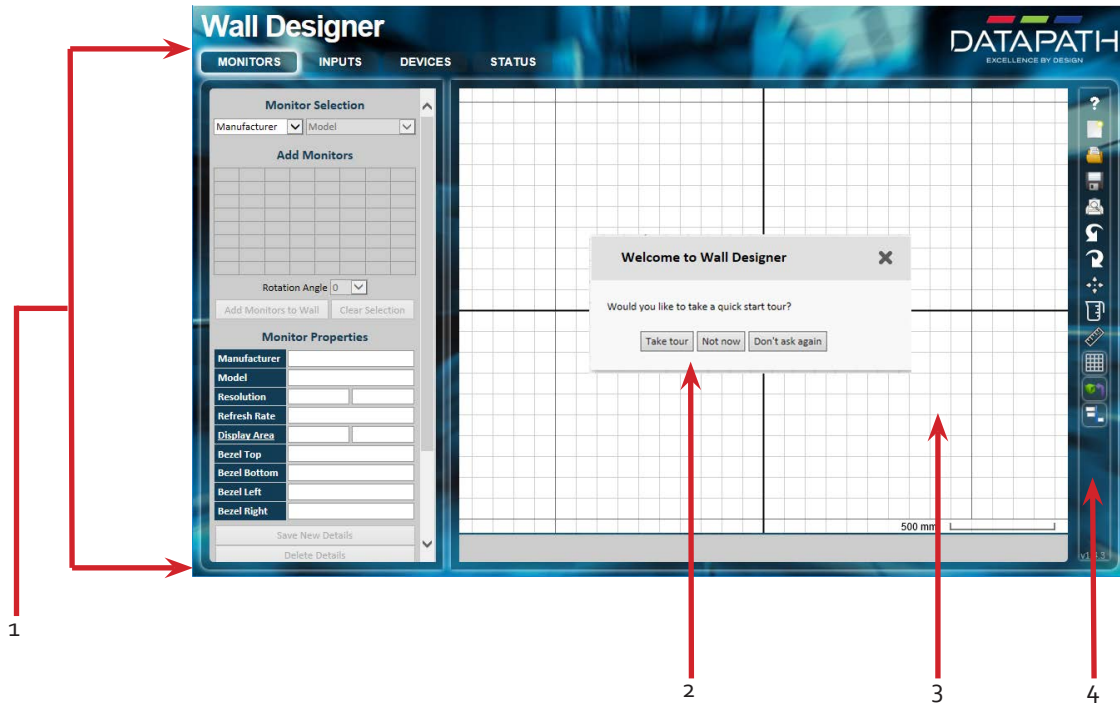 Wall Designer
DATAPATH
EXCELLENCE BY DESIGN
MONITORS INPUTS DEVICES STATUS
Monitor Selection
Manufacturer Model
Add Monitors
Rotation Angle 0
Add Monitors to Wall Clear Selection
Monitor Properties
Manufacturer
Model
Resolution
Refresh Rate
Display Area
Bezel Top
Bezel Bottom
Bezel Left
Bezel Right
Save New Details
Delete Details
Welcome to Wall Designer
Would you like to take a quick start tour?
Take tour Not now Don't ask again
500 mm
?
1
2
3
4